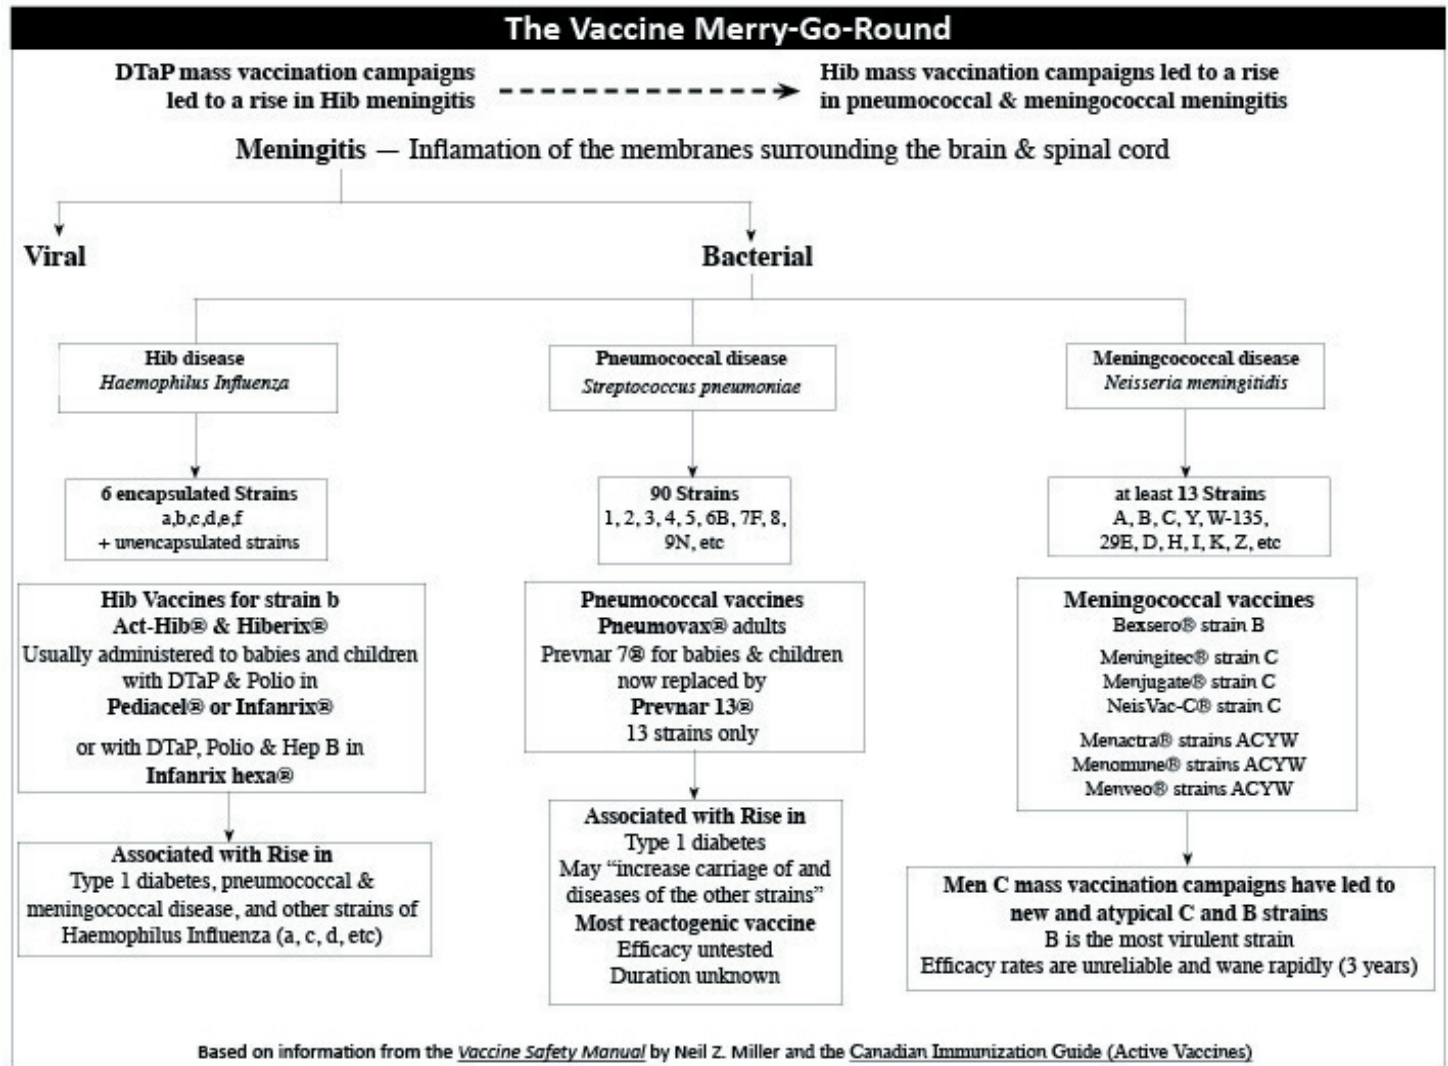 The Vaccine Merry-Go-Round
DTaP mass vaccination campaigns
led to a rise in Hib meningitis
Hib mass vaccination campaigns led to a rise
in pneumococcal & meningococcal meningitis
Meningitis — Inflamation of the membranes surrounding the brain & spinal cord
Viral
Bacterial
Hib disease
Haemophilus Influenza
Pneumococcal disease
Streptococcus pneumoniae
Meningcococcal disease
Neisseria meningitidis
6 encapsulated Strains
a,b,c,d,e,f
+ unencapsulated strains
90 Strains
1, 2, 3, 4, 5, 6B, 7F, 8,
9N, etc
at least 13 Strains
A, B, C, Y, W-135,
29E, D, H, I, K, Z, etc
Hib Vaccines for strain b
Act-Hib® & Hiberix®
Usually administered to babies and children
with DTaP & Polio in
Pediacel® or Infanrix®
or with DTaP, Polio & Hep B in
Infanrix hexa®
Pneumococcal vaccines
Pneumovax® adults
Prevnar 7® for babies & children
now replaced by
Prevnar 13®
13 strains only
Meningococcal vaccines
Bexsero® strain B
Meningitec® strain C
Menjugate® strain C
NeisVac-C® strain C
Menactra® strains ACYW
Menomune® strains ACYW
Menveo® strains ACYW
Associated with Rise in
Type 1 diabetes, pneumococcal &
meningococcal disease, and other strains of
Haemophilus Influenza (a, c, d, etc)
Associated with Rise in
Type 1 diabetes
May “increase carriage of and
diseases of the other strains”
Most reactogenic vaccine
Efficacy untested
Duration unknown
Men C mass vaccination campaigns have led to
new and atypical C and B strains
B is the most virulent strain
Efficacy rates are unreliable and wane rapidly (3 years)
Based on information from the Vaccine Safety Manual by Neil Z. Miller and the Canadian Immunization Guide (Active Vaccines)